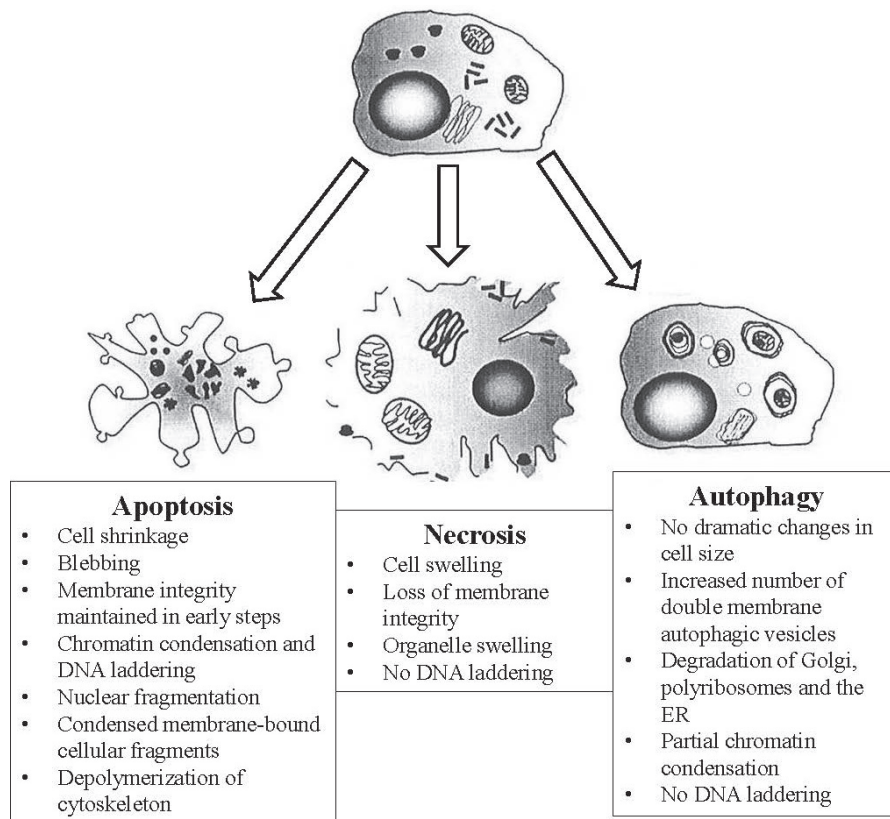 Apoptosis
• Cell shrinkage
• Blebbing
• Membrane integrity
maintained in early steps
• Chromatin condensation and
DNA laddering
• Nuclear fragmentation
• Condensed membrane-bound
cellular fragments
• Depolymerization of
cytoskeleton
Necrosis
• Cell swelling
• Loss of membrane
integrity
• Organelle swelling
• No DNA laddering
Autophagy
• No dramatic changes in
cell size
• Increased number of
double membrane
autophagic vesicles
• Degradation of Golgi,
polyribosomes and the
ER
• Partial chromatin
condensation
• No DNA laddering